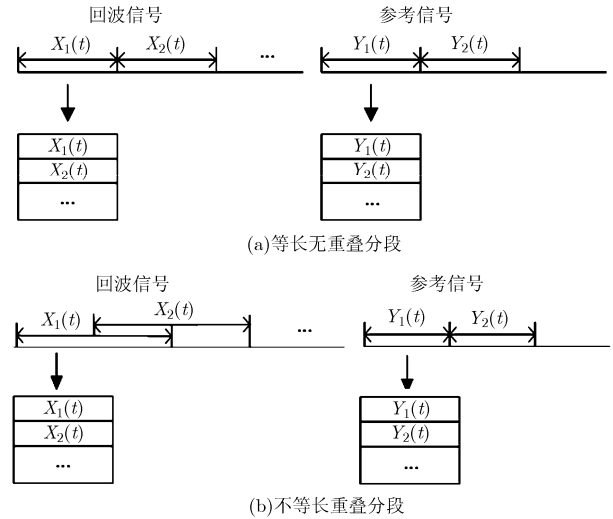 回波信号 参考信号
X₁(t) X₂(t) ... Y₁(t) Y₂(t)
X₁(t) Y₁(t)
X₂(t) Y₂(t)
... ...
(a)等长无重叠分段
回波信号 参考信号
X₁(t) X₂(t) ... Y₁(t) Y₂(t)
X₁(t) Y₁(t)
X₂(t) Y₂(t)
... ...
(b)不等长重叠分段